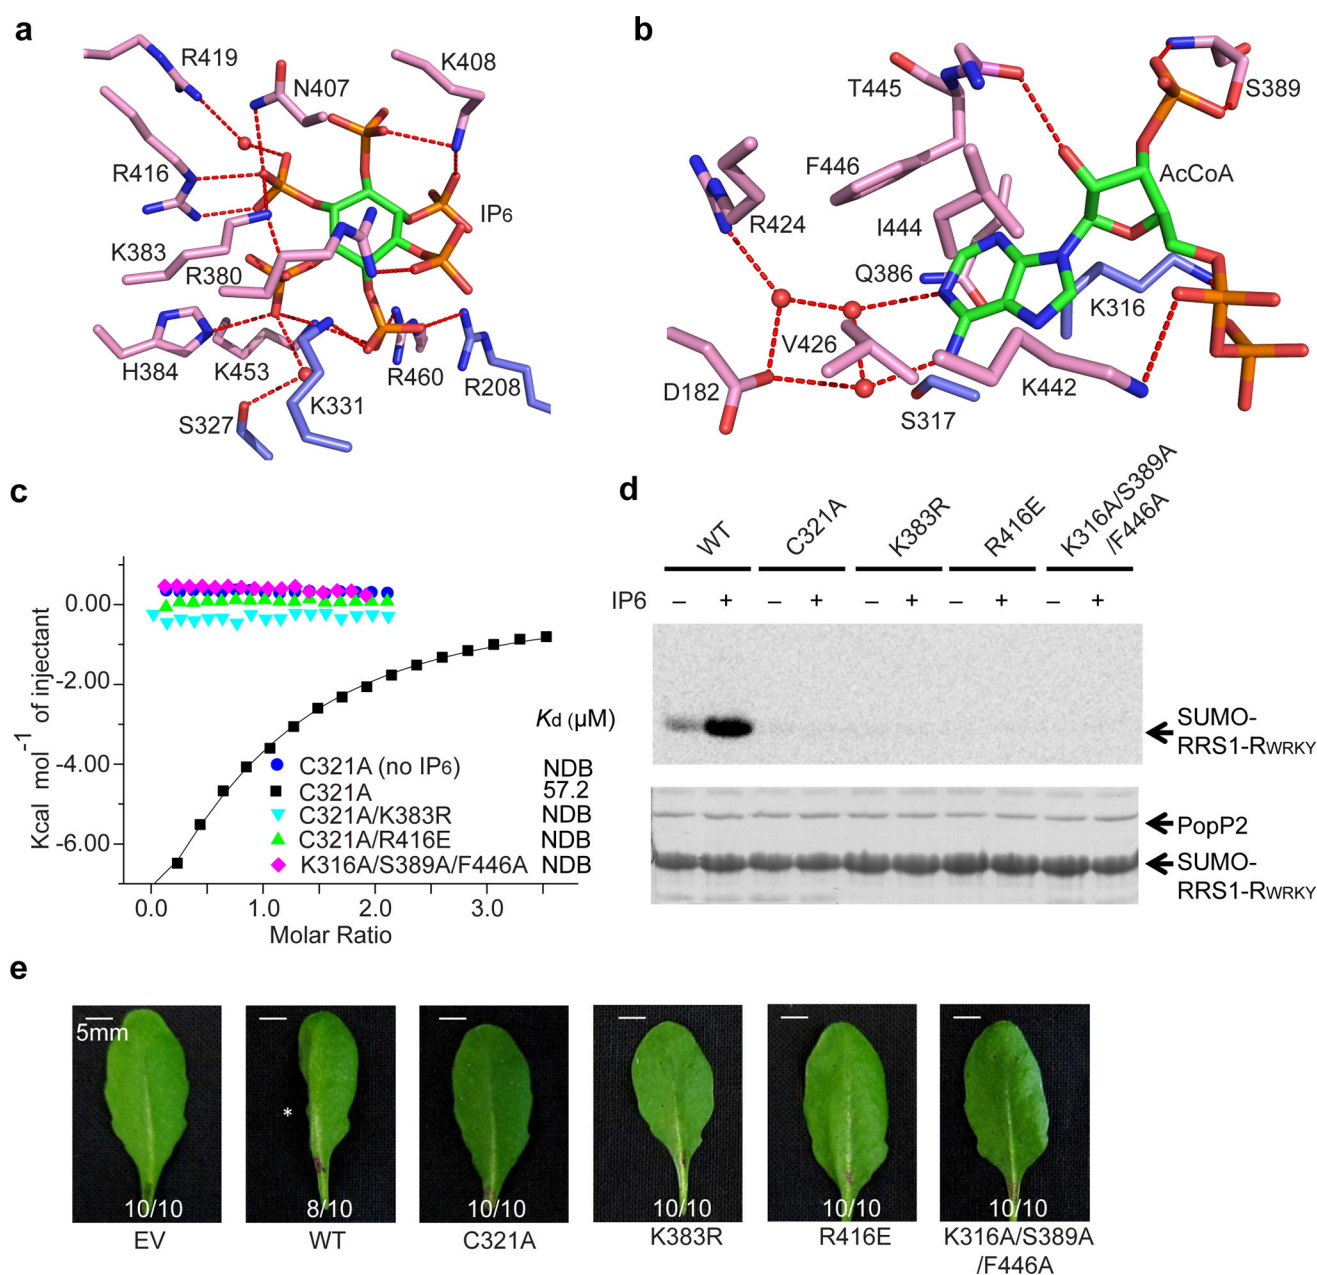 a
R419
N407
K408
R416
IP6
K383
R380
H384
K453
R460
R208
K331
S327
b
T445
S389
F446
AcCoA
R424
I444
Q386
K316
V426
D182
K442
S317
c
0.00
-2.00
-4.00
-6.00
Kcal mol-1 of injectant
Kd (µM)
C321A (no IP6) NDB
C321A 57.2
C321A/K383R NDB
C321A/R416E NDB
K316A/S389A/F446A NDB
0.0 1.0 2.0 3.0
Molar Ratio
d
WT
C321A
K383R
R416E
K316A/S389A
/F446A
IP6 – + – + – + – + – +
SUMO-
RRS1-RWRKY
PopP2
SUMO-
RRS1-RWRKY
e
5mm
*
10/10 8/10 10/10 10/10 10/10 10/10
EV WT C321A K383R R416E K316A/S389A
/F446A